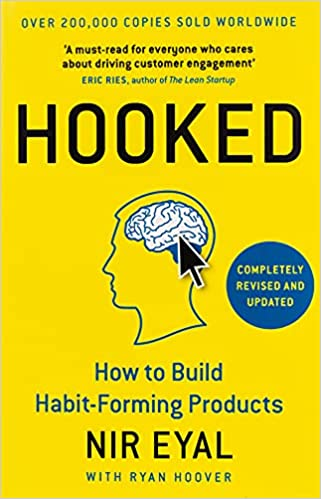 OVER 200,000 COPIES SOLD WORLDWIDE
‘A must-read for everyone who cares
about driving customer engagement’
ERIC RIES, author of The Lean Startup
HOOKED
COMPLETELY
REVISED AND
UPDATED
How to Build
Habit-Forming Products
NIR EYAL
WITH RYAN HOOVER